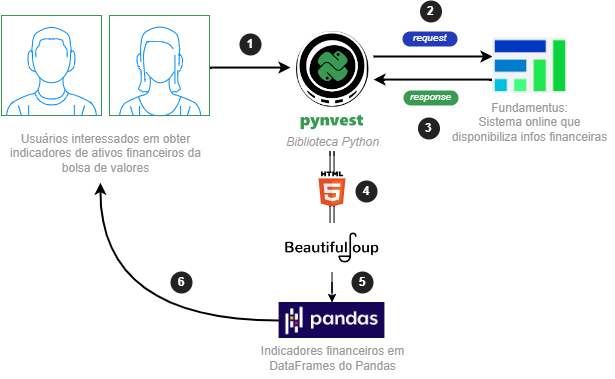 1
2
request
response
3
pynvest
Biblioteca Python
Fundamentus:
Sistema online que
disponibiliza infos financeiras
Usuários interessados em obter
indicadores de ativos financeiros da
bolsa de valores
HTML
5
4
BeautifulSoup
5
6
pandas
Indicadores financeiros em
DataFrames do Pandas